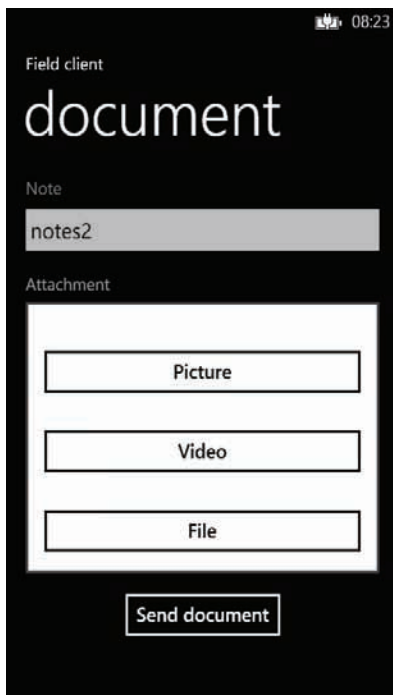 08:23
Field client
document
Note
notes2
Attachment
Picture
Video
File
Send document